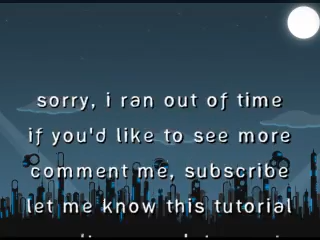 sorry, i ran out of time
if you'd like to see more
comment me, subscribe
let me know this tutorial